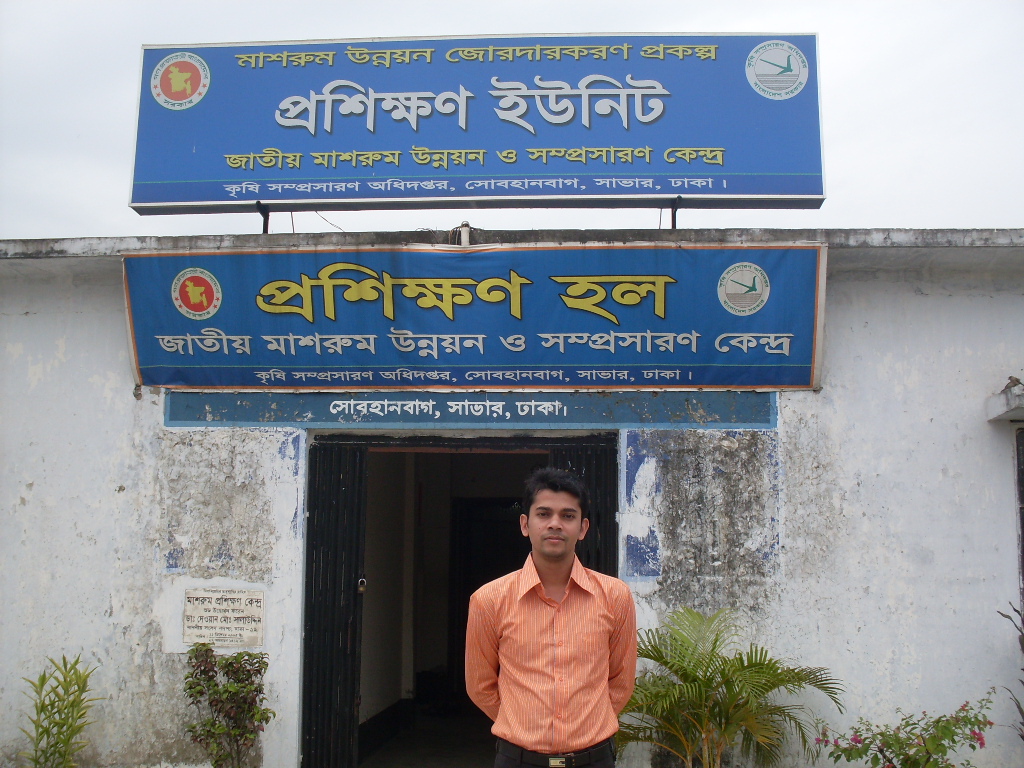 মাশরুম উন্নয়ন জোরদারকরণ প্রকল্প
প্রশিক্ষণ ইউনিট
জাতীয় মাশরুম উন্নয়ন ও সম্প্রসারণ কেন্দ্র
কৃষি সম্প্রসারণ অধিদপ্তর, সোবহানবাগ, সাভার, ঢাকা।
প্রশিক্ষণ হল
জাতীয় মাশরুম উন্নয়ন ও সম্প্রসারণ কেন্দ্র
কৃষি সম্প্রসারণ অধিদপ্তর, সোবহানবাগ, সাভার, ঢাকা।
সোবহানবাগ, সাভার, ঢাকা।
মাশরুম প্রশিক্ষণ কেন্দ্র
ডাঃ দেওয়ান মোঃ সালাউদ্দিন